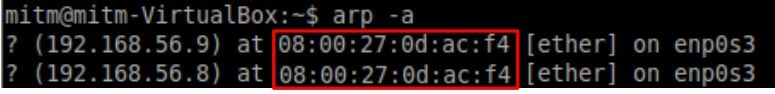 mitm@mitm-VirtualBox:~$ arp -a
? (192.168.56.9) at 08:00:27:0d:ac:f4 [ether] on enp0s3
? (192.168.56.8) at 08:00:27:0d:ac:f4 [ether] on enp0s3